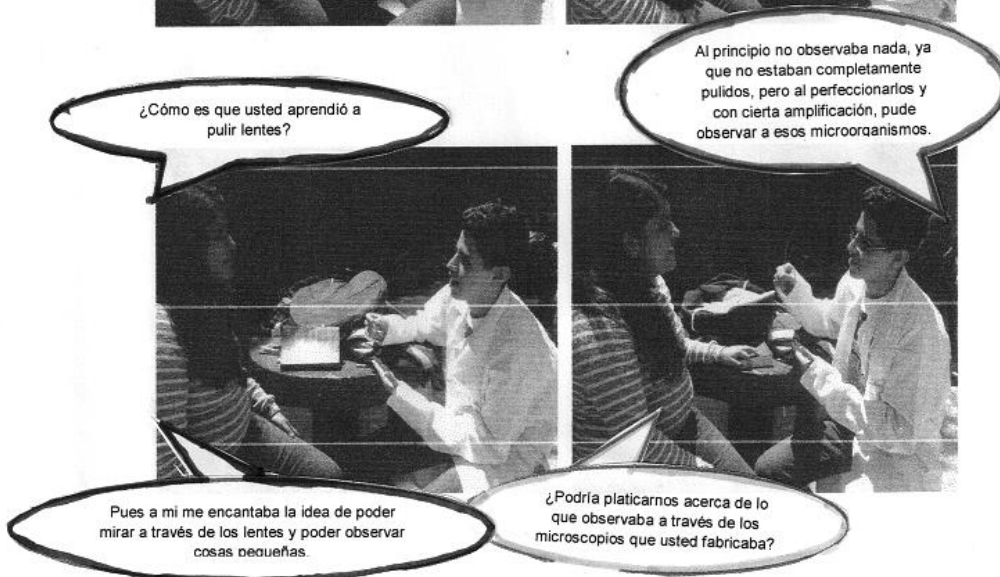 ¿Cómo es que usted aprendió a
pulir lentes?
Pues a mi me encantaba la idea de poder
mirar a través de los lentes y poder observar
cosas pequeñas.
¿Podría platicarnos acerca de lo
que observaba a través de los
microscopios que usted fabricaba?
Al principio no observaba nada, ya
que no estaban completamente
pulidos, pero al perfeccionarlos y
con cierta amplificación, pude
observar a esos microorganismos.